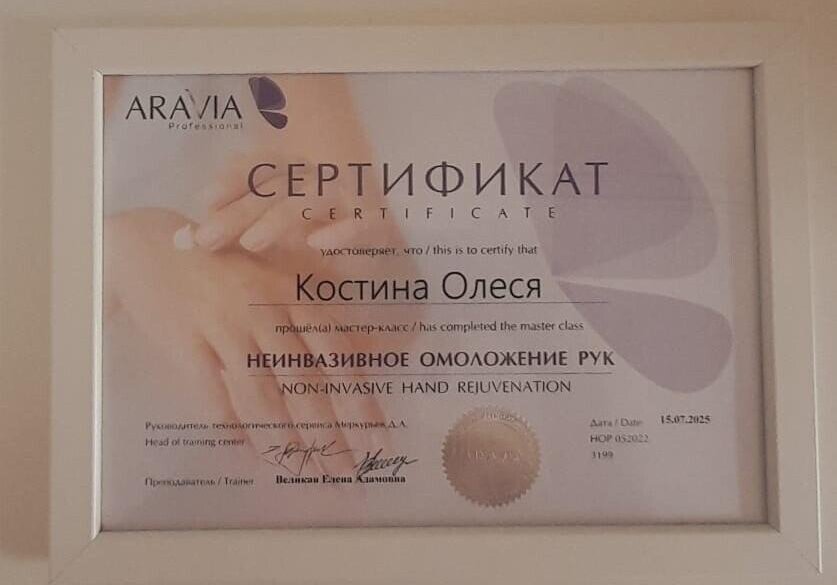 ARAVIA
Professional
СЕРТИФИКАТ
CERTIFICATE
удостоверяет, что / this is to certify that
Костина Олеся
прошёл(а) мастер-класс / has completed the master class
НЕИНВАЗИВНОЕ ОМОЛОЖЕНИЕ РУК
NON-INVASIVE HAND REJUVENATION
Руководитель технологического сервиса Меркурьев Д.А.
Head of training center
Преподаватель / Trainer
Великан Елена Адамовна
Дата / Date 15.07.2025
НОР 052022
3199
ARAVIA